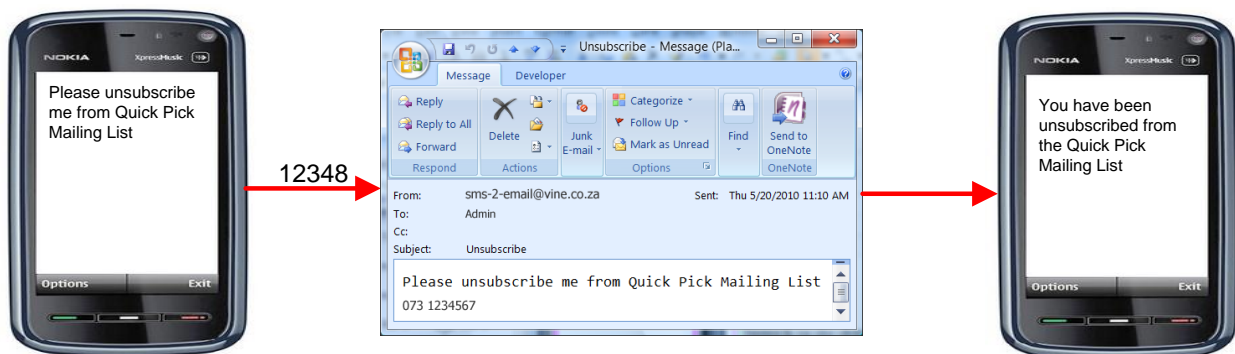 NOKIA XpressMusic
Please unsubscribe
me from Quick Pick
Mailing List
Options Exit
12348
Unsubscribe - Message (Pla...
Message Developer
Reply
Reply to All
Forward
Respond
Delete
Actions
Junk
E-mail
Categorize
Follow Up
Mark as Unread
Options
Find
Send to
OneNote
OneNote
From: sms-2-email@vine.co.za Sent: Thu 5/20/2010 11:10 AM
To: Admin
Cc:
Subject: Unsubscribe
Please unsubscribe me from Quick Pick Mailing List
073 1234567
NOKIA XpressMusic
You have been
unsubscribed from
the Quick Pick
Mailing List
Options Exit